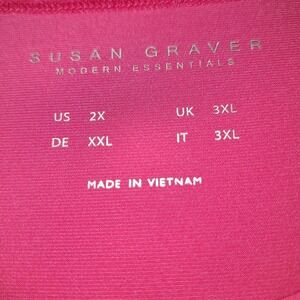 SUSAN GRAVER
MODERN ESSENTIALS
US 2X UK 3XL
DE XXL IT 3XL
MADE IN VIETNAM